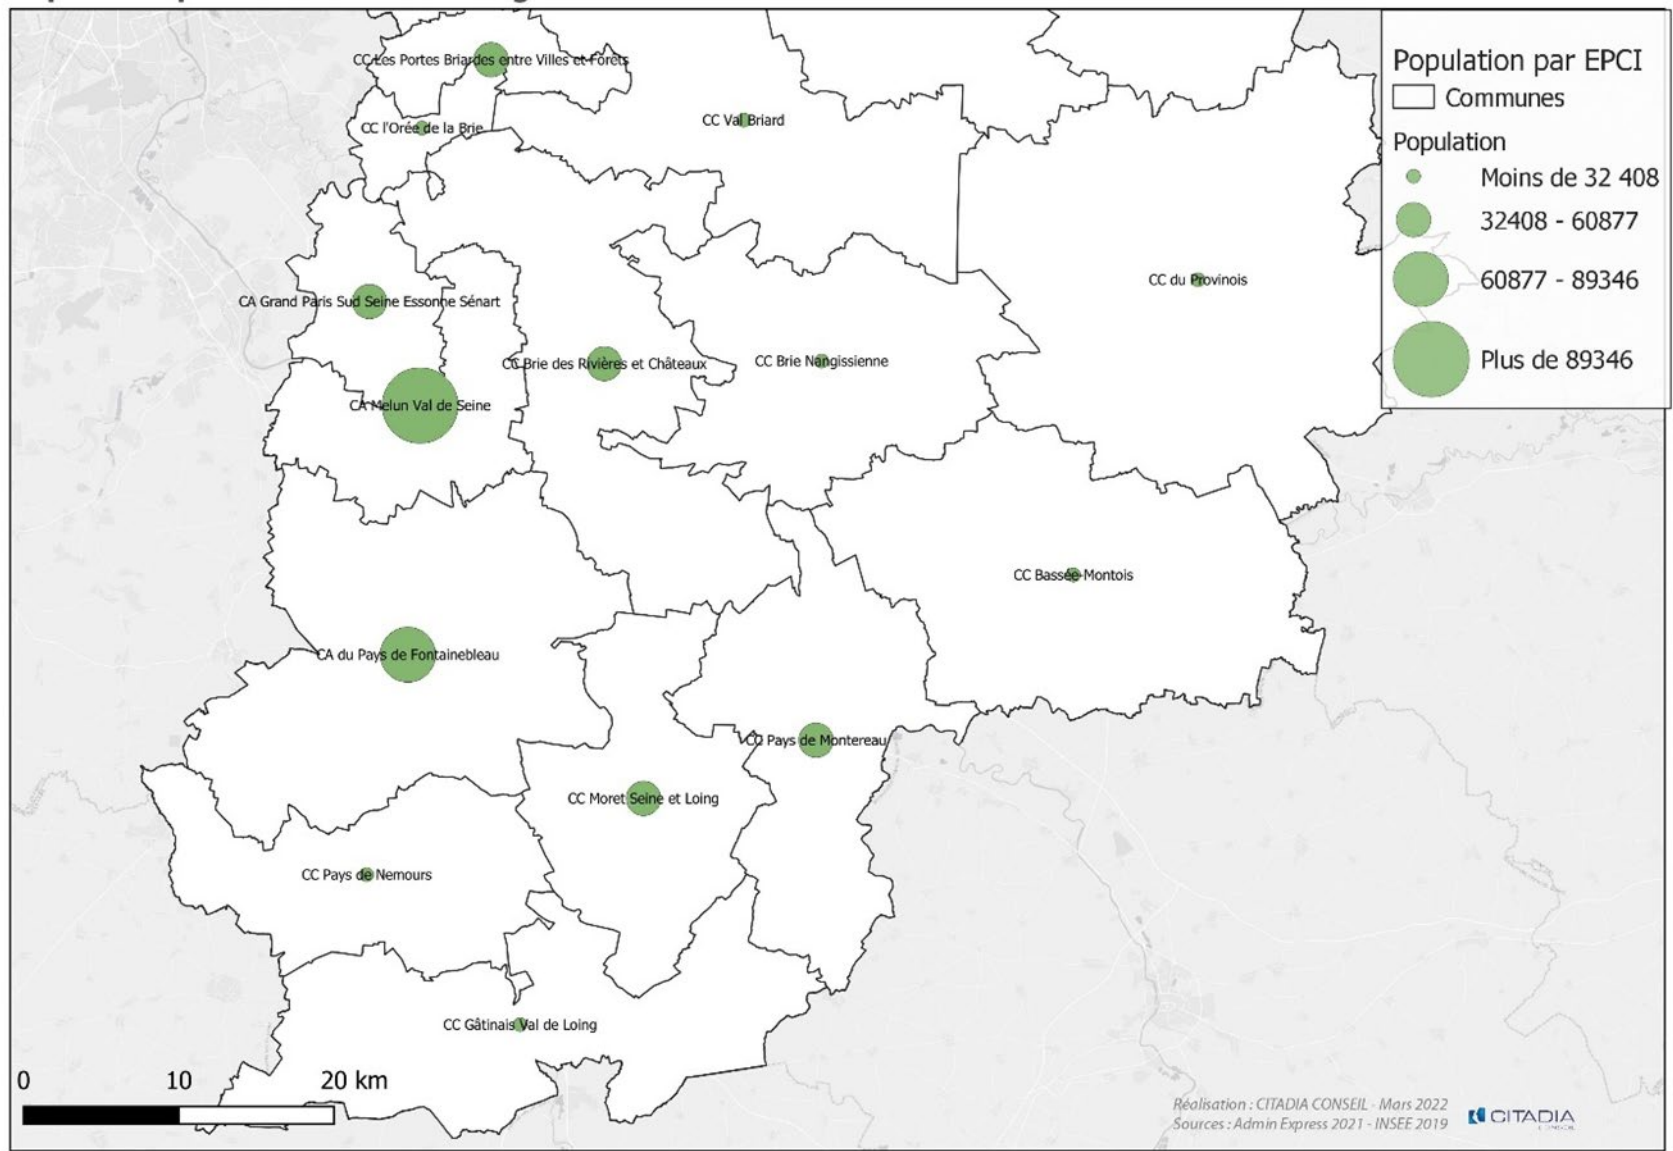 CC Les Portes Briardes entre Villes et Forêts
CC l'Orée de la Brie
CC Val Briard
CC du Provinois
CA Grand Paris Sud Seine Essonne Sénart
CC Brie des Rivières et Châteaux
CC Brie Nangissienne
CA Melun Val de Seine
CC Bassée-Montois
CA du Pays de Fontainebleau
CC Pays de Montereau
CC Moret Seine et Loing
CC Pays de Nemours
CC Gâtinais Val de Loing
Population par EPCI
Communes
Population
Moins de 32 408
32408 - 60877
60877 - 89346
Plus de 89346
0 10 20 km
Réalisation : CITADIA CONSEIL - Mars 2022
Sources : Admin Express 2021 - INSEE 2019
CITADIA
CONSEIL